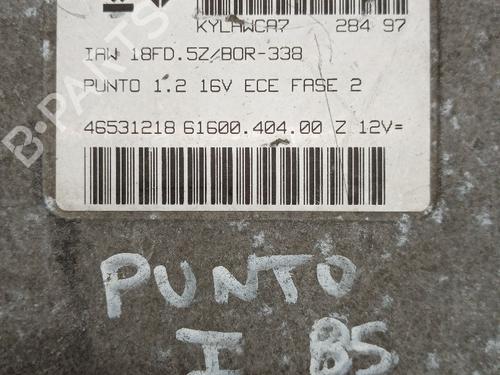 KYLAWCA7 284 97
IAW 18FD.5Z/BOR-338
PUNTO 1.2 16V ECE FASE 2
46531218 61600.404.00 Z 12V=
PUNTO
I B5
B-PARTS